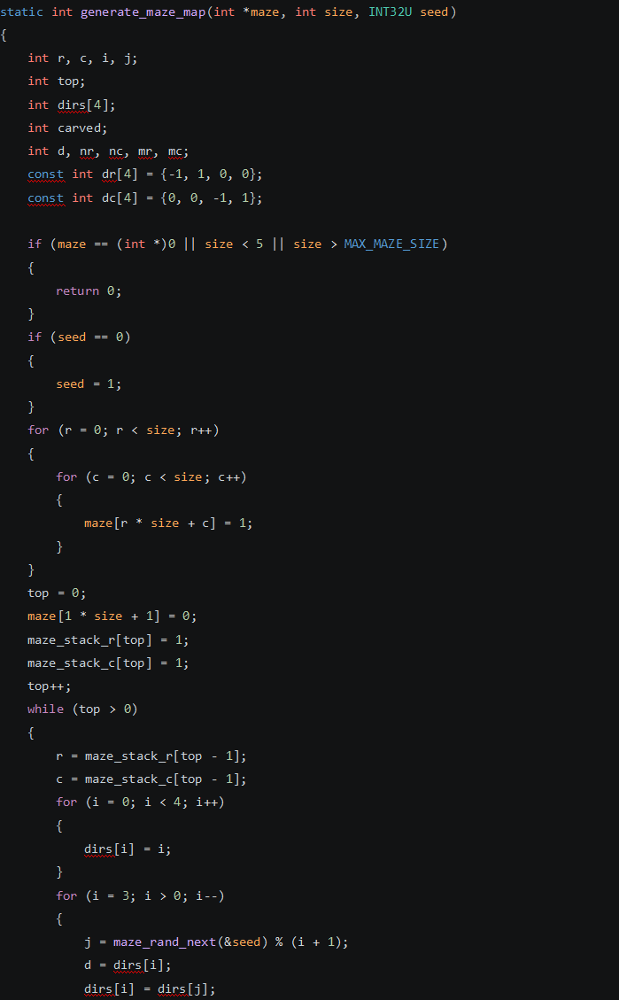 static int generate_maze_map(int *maze, int size, INT32U seed)
{
    int r, c, i, j;
    int top;
    int dirs[4];
    int carved;
    int d, nr, nc, mr, mc;
    const int dr[4] = {-1, 1, 0, 0};
    const int dc[4] = {0, 0, -1, 1};

    if (maze == (int *)0 || size < 5 || size > MAX_MAZE_SIZE)
    {
        return 0;
    }
    if (seed == 0)
    {
        seed = 1;
    }
    for (r = 0; r < size; r++)
    {
        for (c = 0; c < size; c++)
        {
            maze[r * size + c] = 1;
        }
    }
    top = 0;
    maze[1 * size + 1] = 0;
    maze_stack_r[top] = 1;
    maze_stack_c[top] = 1;
    top++;
    while (top > 0)
    {
        r = maze_stack_r[top - 1];
        c = maze_stack_c[top - 1];
        for (i = 0; i < 4; i++)
        {
            dirs[i] = i;
        }
        for (i = 3; i > 0; i--)
        {
            j = maze_rand_next(&seed) % (i + 1);
            d = dirs[i];
            dirs[i] = dirs[j];